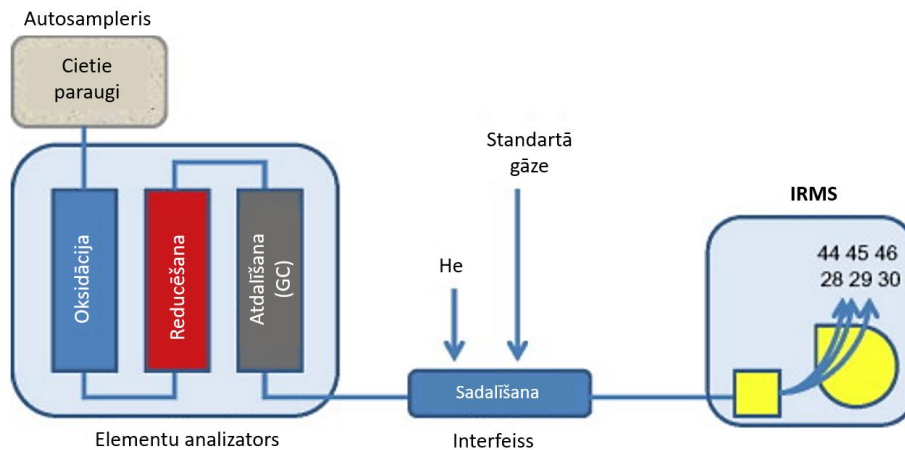 Autosampleris
Cietie
paraugi
Standartā
gāze
IRMS
He
44 45 46
28 29 30
Oksidācija
Reducēšana
Atdalīšana
(GC)
Sadalīšana
Elementu analizators
Interfeiss